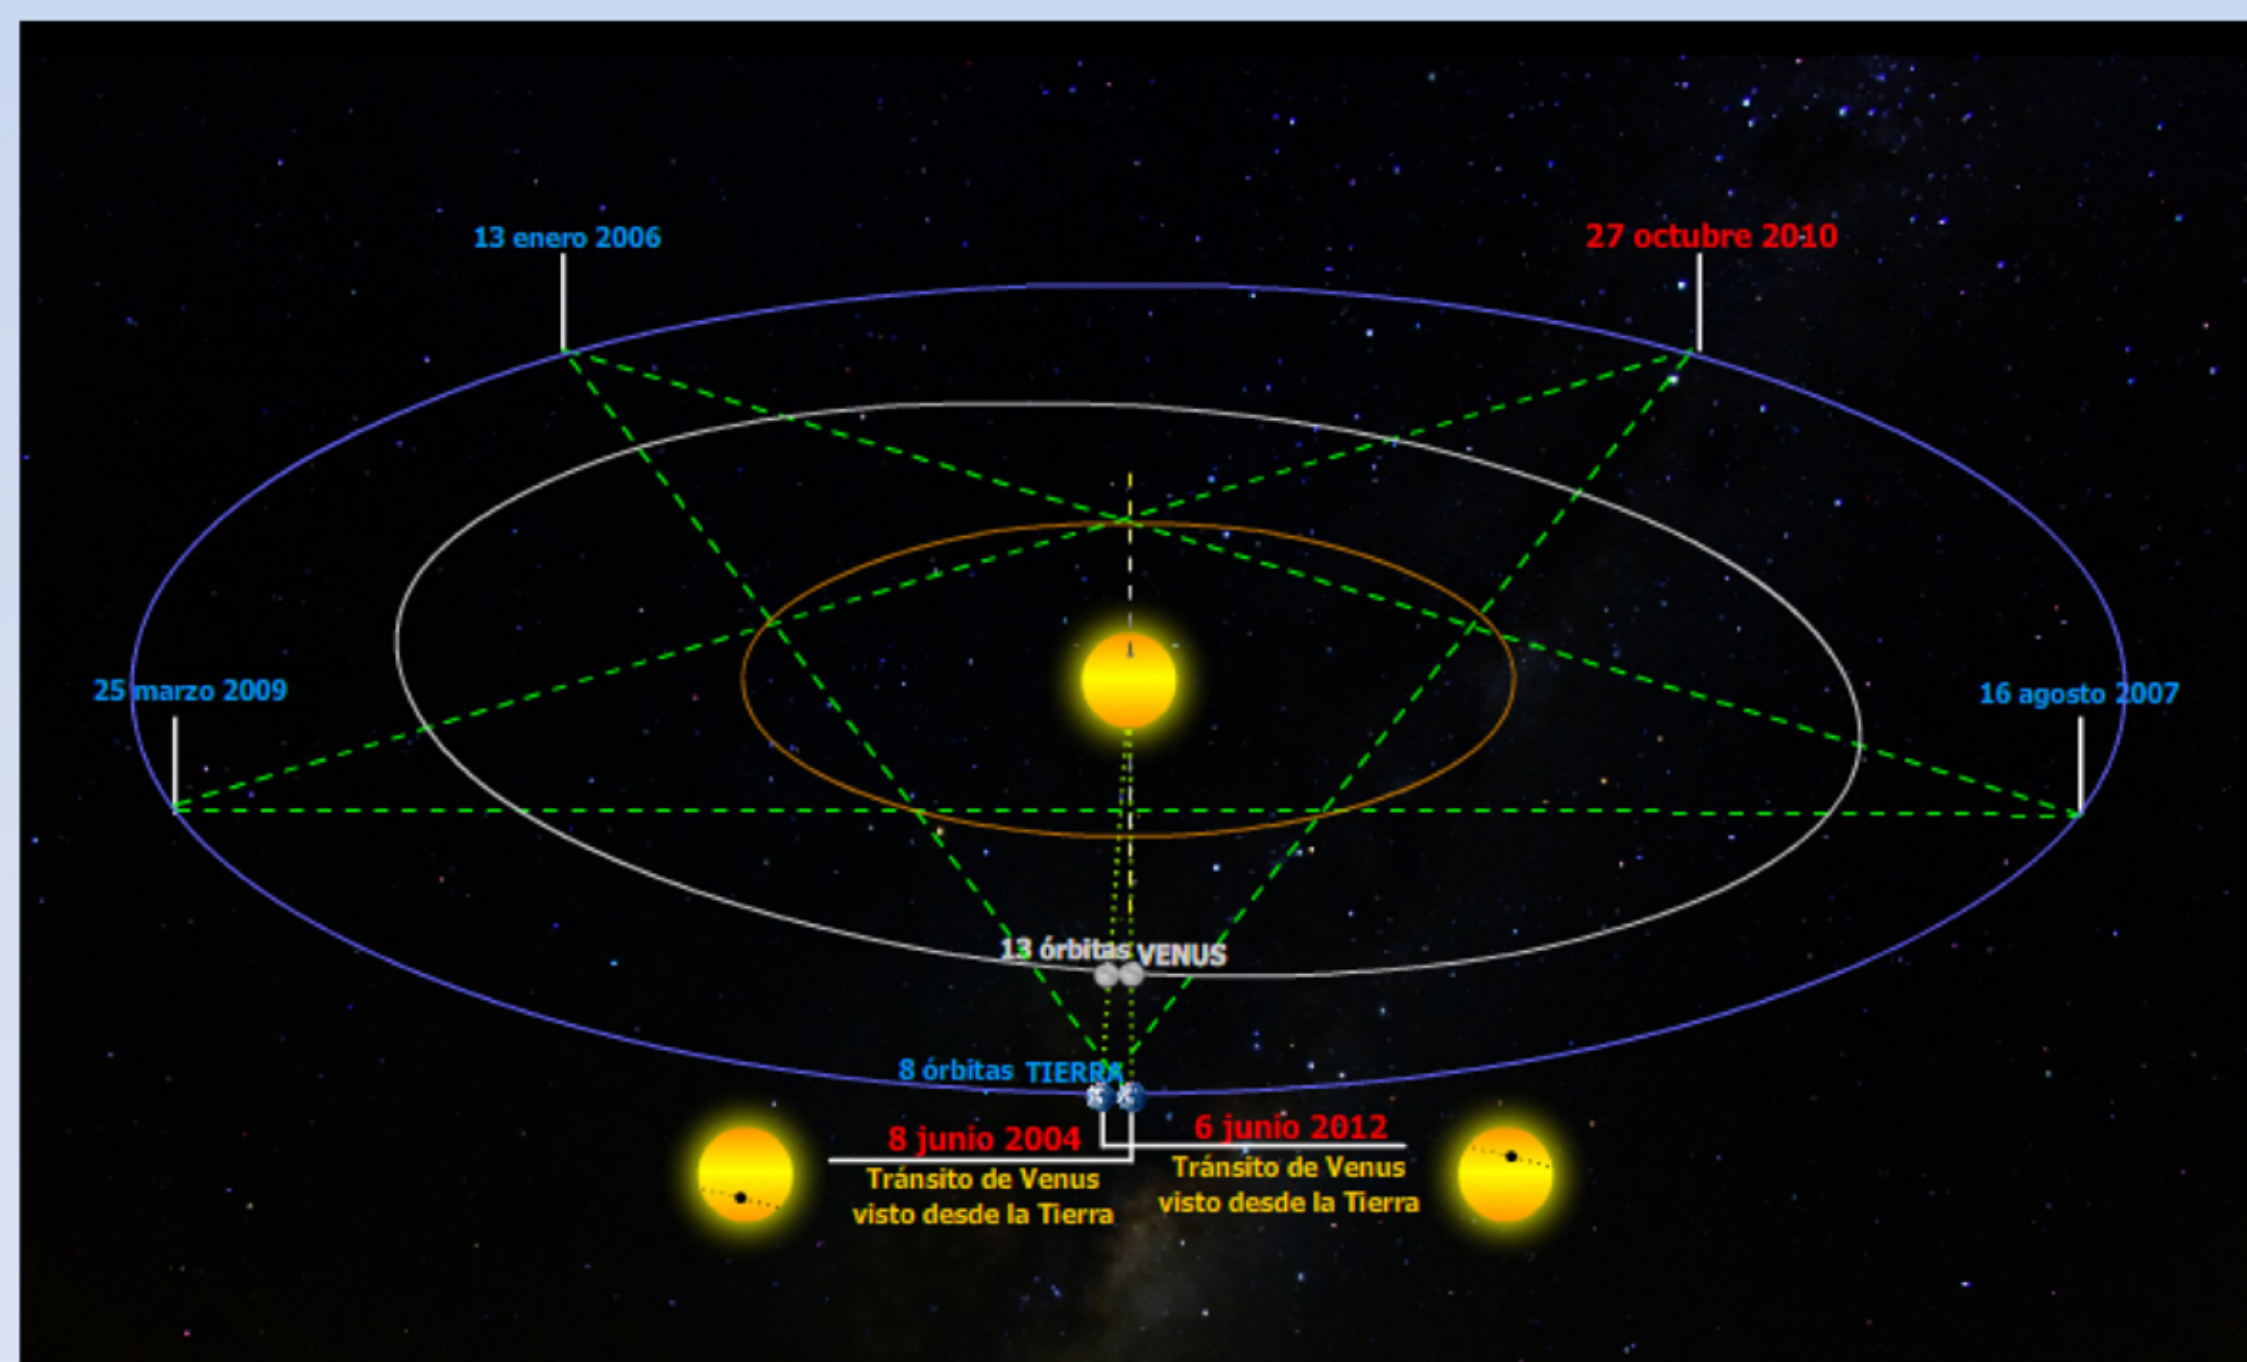 13 enero 2006
27 octubre 2010
25 marzo 2009
16 agosto 2007
13 órbitas VENUS
8 órbitas TIERRA
8 junio 2004
Tránsito de Venus
visto desde la Tierra
6 junio 2012
Tránsito de Venus
visto desde la Tierra